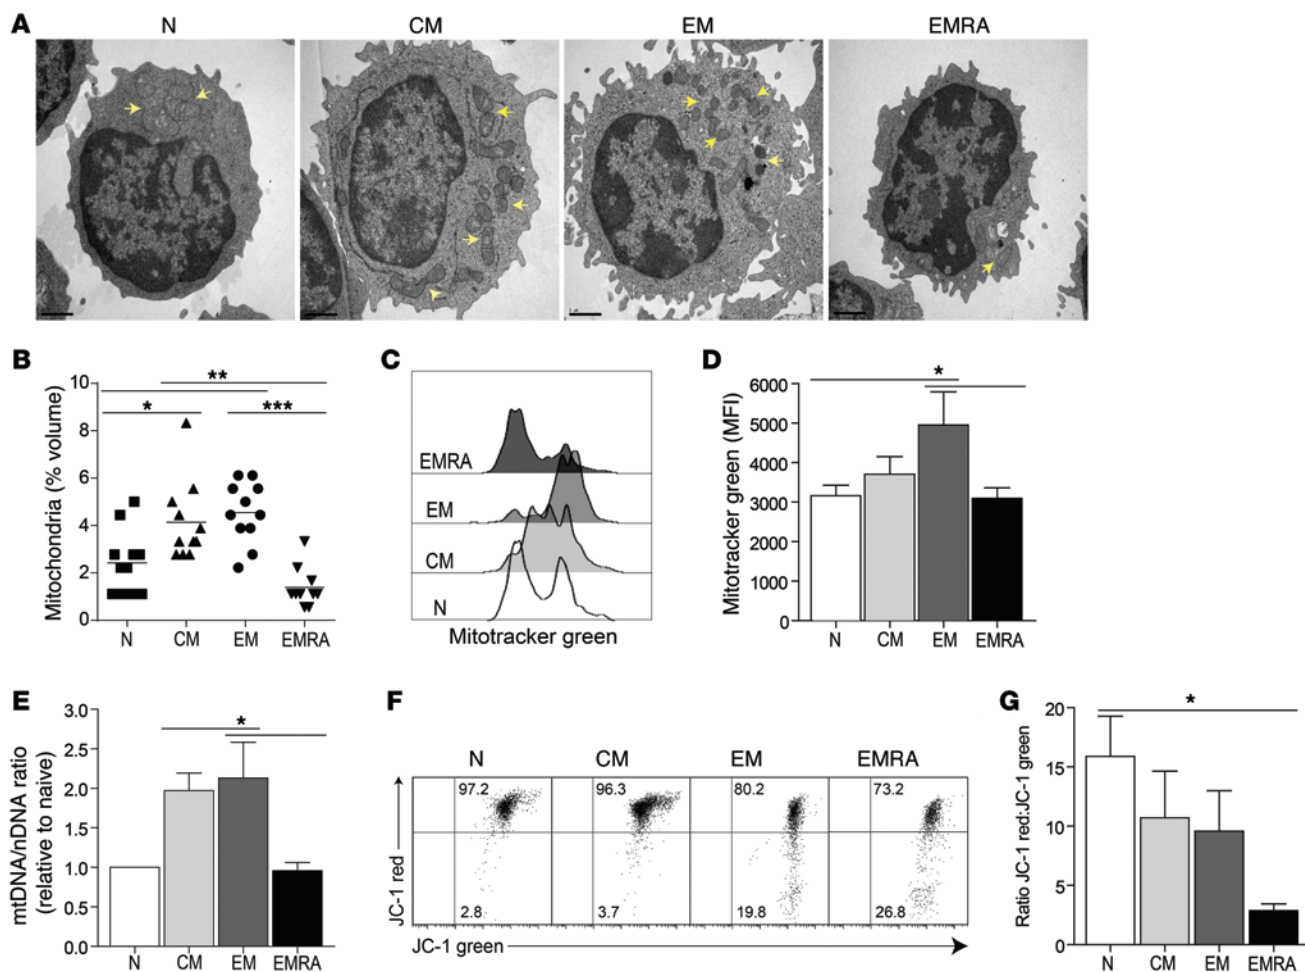 A
N
CM
EM
EMRA
B
Mitochondria (% volume)
10
8
6
4
2
0
**
*
***
N
CM
EM
EMRA
C
EMRA
EM
CM
N
Mitotracker green
D
Mitotracker green (MFI)
6000
5000
4000
3000
2000
1000
0
*
N
CM
EM
EMRA
E
mtDNA/nDNA ratio
(relative to naive)
3.0
2.5
2.0
1.5
1.0
0.5
0.0
*
N
CM
EM
EMRA
F
N
CM
EM
EMRA
JC-1 red
97.2
96.3
80.2
73.2
2.8
3.7
19.8
26.8
JC-1 green
G
Ratio JC-1 red:JC-1 green
20
15
10
5
0
*
N
CM
EM
EMRA